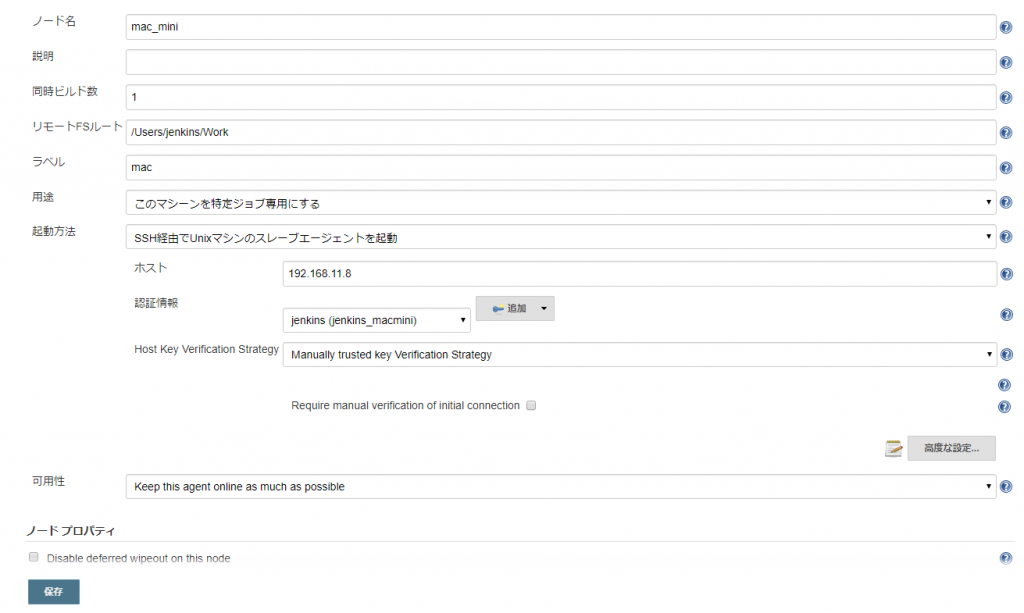 ノード名
mac_mini
説明
同時ビルド数
1
リモートFSルート
/Users/jenkins/Work
ラベル
mac
用途
このマシーンを特定ジョブ専用にする
起動方法
SSH経由でUnixマシンのスレーブエージェントを起動
ホスト
192.168.11.8
認証情報
jenkins (jenkins_macmini)
追加
Host Key Verification Strategy
Manually trusted key Verification Strategy
Require manual verification of initial connection
高度な設定...
可用性
Keep this agent online as much as possible
ノード プロパティ
Disable deferred wipeout on this node
保存